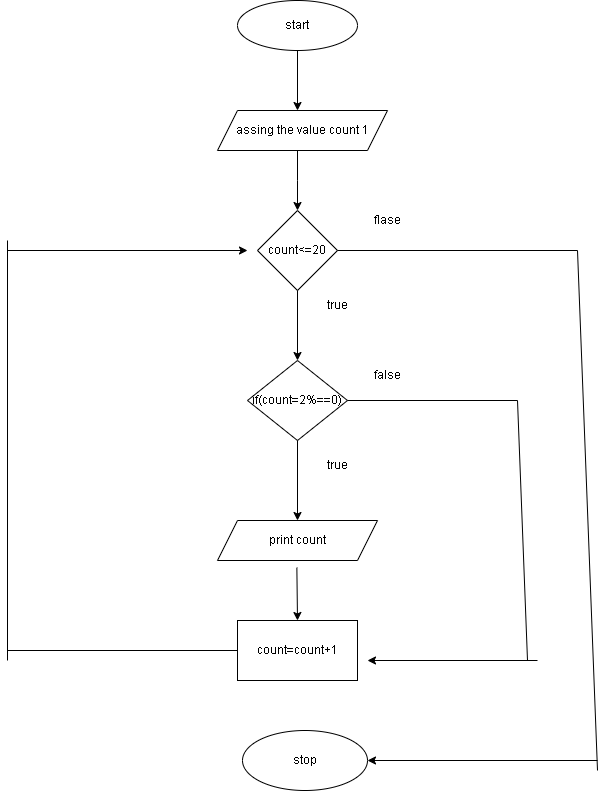 start
assing the value count 1
flase
count<=20
true
false
if(count=2%==0)
true
print count
count=count+1
stop